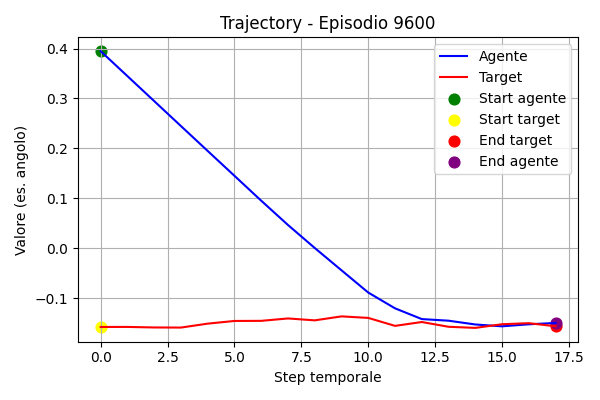 Trajectory - Episodio 9600
Valore (es. angolo)
0.4
0.3
0.2
0.1
0.0
−0.1
0.0
2.5
5.0
7.5
10.0
12.5
15.0
17.5
Step temporale
Agente
Target
Start agente
Start target
End target
End agente